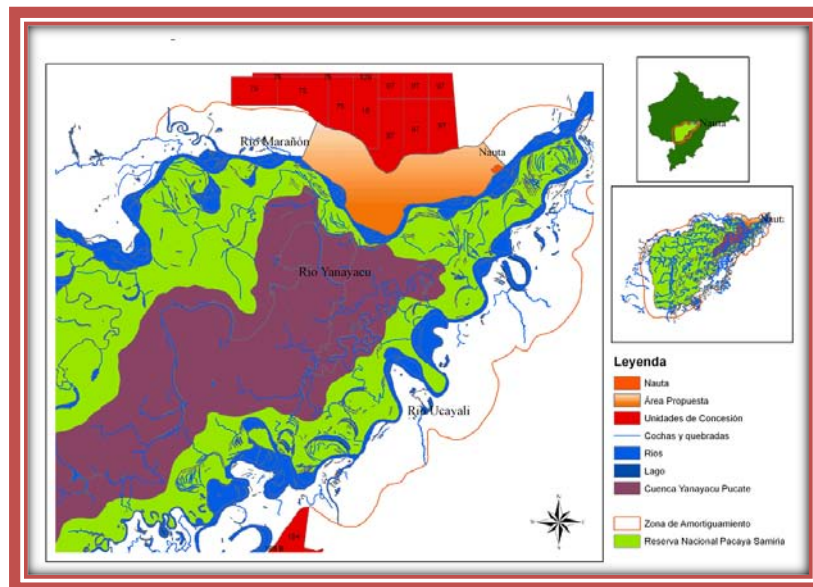 Río Marañón
Nauta
Río Yanayacu
Río Ucayali
Nauta
Leyenda
Nauta
Área Propuesta
Unidades de Concesión
Cochas y quebradas
Ríos
Lago
Cuenca Yanayacu Pucate
Zona de Amortiguamiento
Reserva Nacional Pacaya Samiria